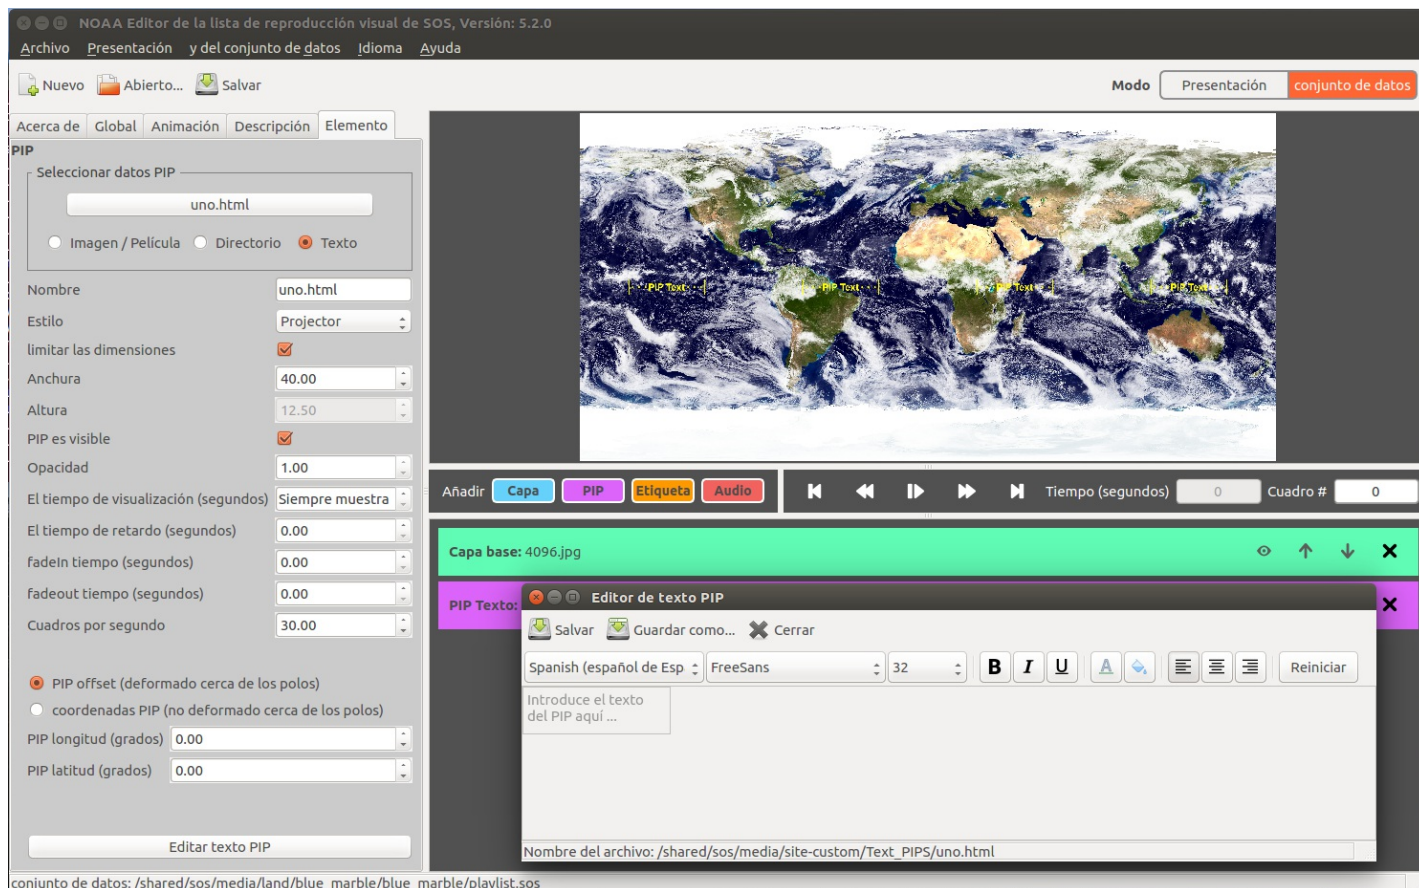 NOAA Editor de la lista de reproducción visual de SOS, Versión: 5.2.0
Archivo Presentación y del conjunto de datos Idioma Ayuda
Nuevo Abierto... Salvar
Modo Presentación conjunto de datos
Acerca de Global Animación Descripción Elemento
PIP
Seleccionar datos PIP
uno.html
Imagen / Película Directorio Texto
Nombre uno.html
Estilo Projector
limitar las dimensiones
Anchura 40.00
Altura 12.50
PIP es visible
Opacidad 1.00
El tiempo de visualización (segundos) Siempre muestra
El tiempo de retardo (segundos) 0.00
fadeIn tiempo (segundos) 0.00
fadeout tiempo (segundos) 0.00
Cuadros por segundo 30.00
PIP offset (deformado cerca de los polos)
coordenadas PIP (no deformado cerca de los polos)
PIP longitud (grados) 0.00
PIP latitud (grados) 0.00
Editar texto PIP
PIP Text PIP Text PIP Text PIP Text
Añadir Capa PIP Etiqueta Audio
Tiempo (segundos) 0 Cuadro # 0
Capa base: 4096.jpg
PIP Texto:
Editor de texto PIP
Salvar Guardar como... Cerrar
Spanish (español de Esp FreeSans 32 B I U A Reiniciar
Introduce el texto
del PIP aquí ...
Nombre del archivo: /shared/sos/media/site-custom/Text_PIPS/uno.html
conjunto de datos: /shared/sos/media/land/blue_marble/blue_marble/playlist.sos